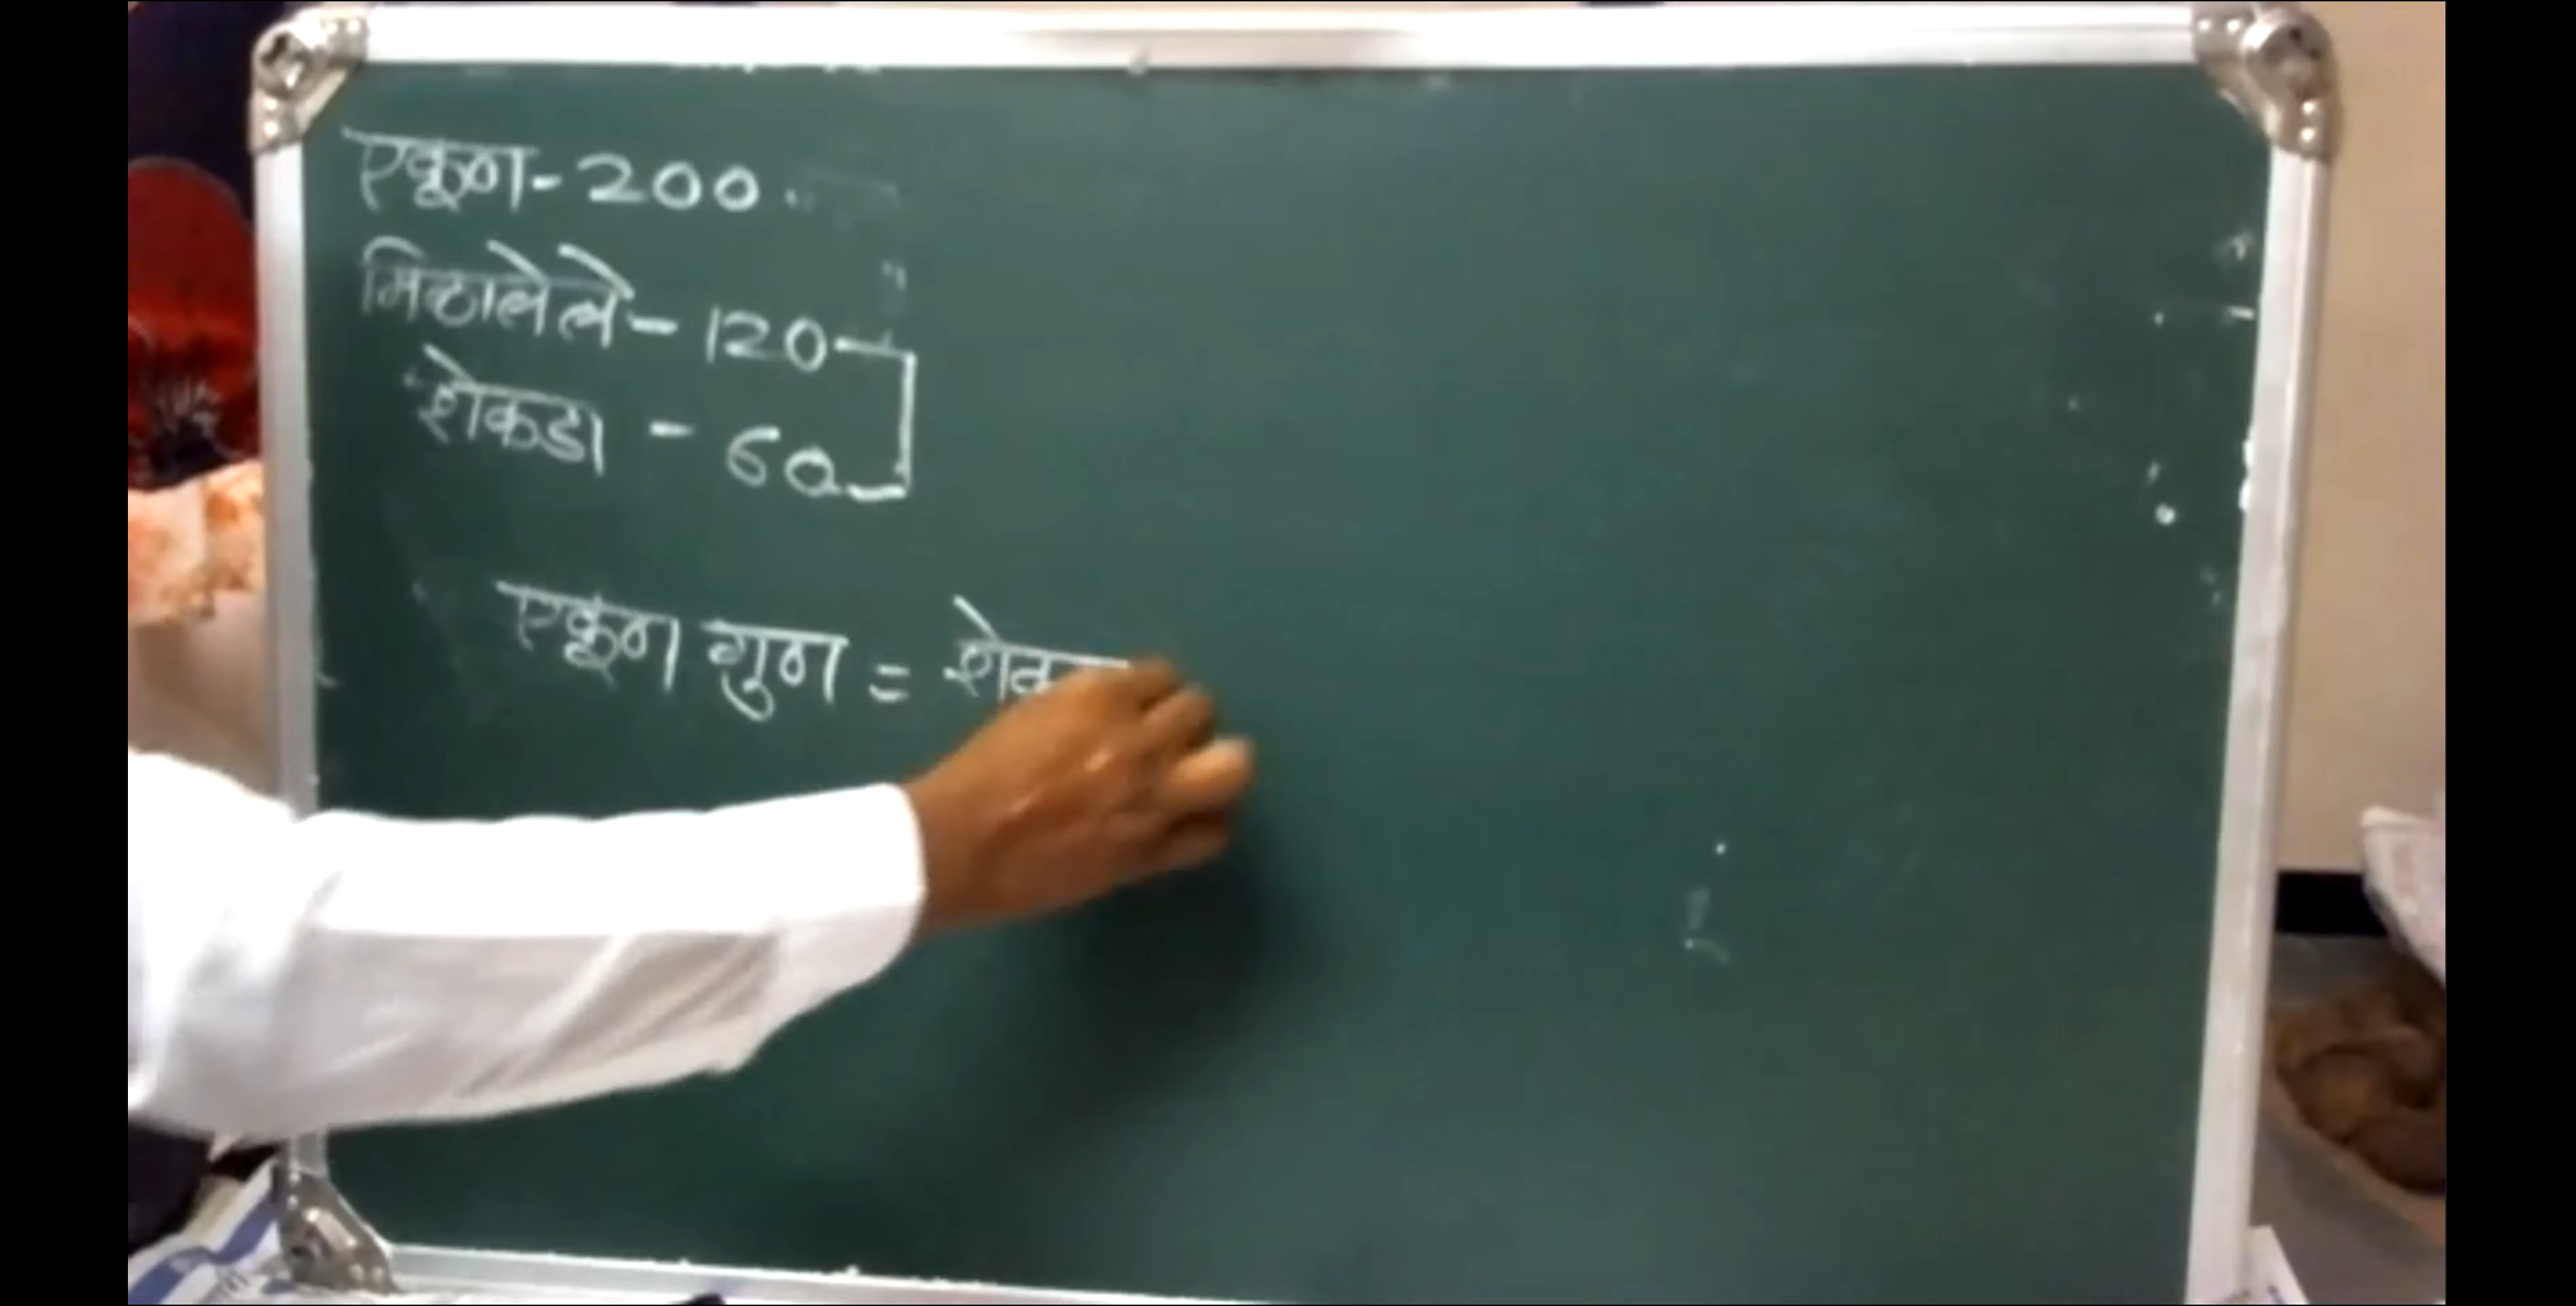 एकूण - 200
मिळालेले - 120
शेकडा - 60
एकूण गुण =